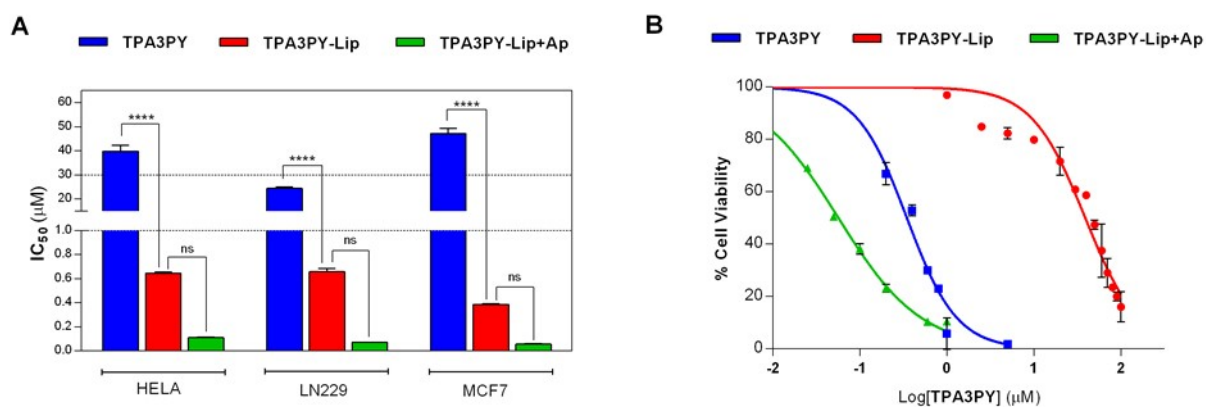 A
TPA3PY TPA3PY-Lip TPA3PY-Lip+Ap
IC50 (µM)
60
50
40
30
20
1.0
0.8
0.6
0.4
0.2
0.0
****
ns
****
ns
****
ns
HELA LN229 MCF7
B
TPA3PY TPA3PY-Lip TPA3PY-Lip+Ap
% Cell Viability
100
80
60
40
20
0
-2 -1 -0 1 2
Log[TPA3PY] (µM)